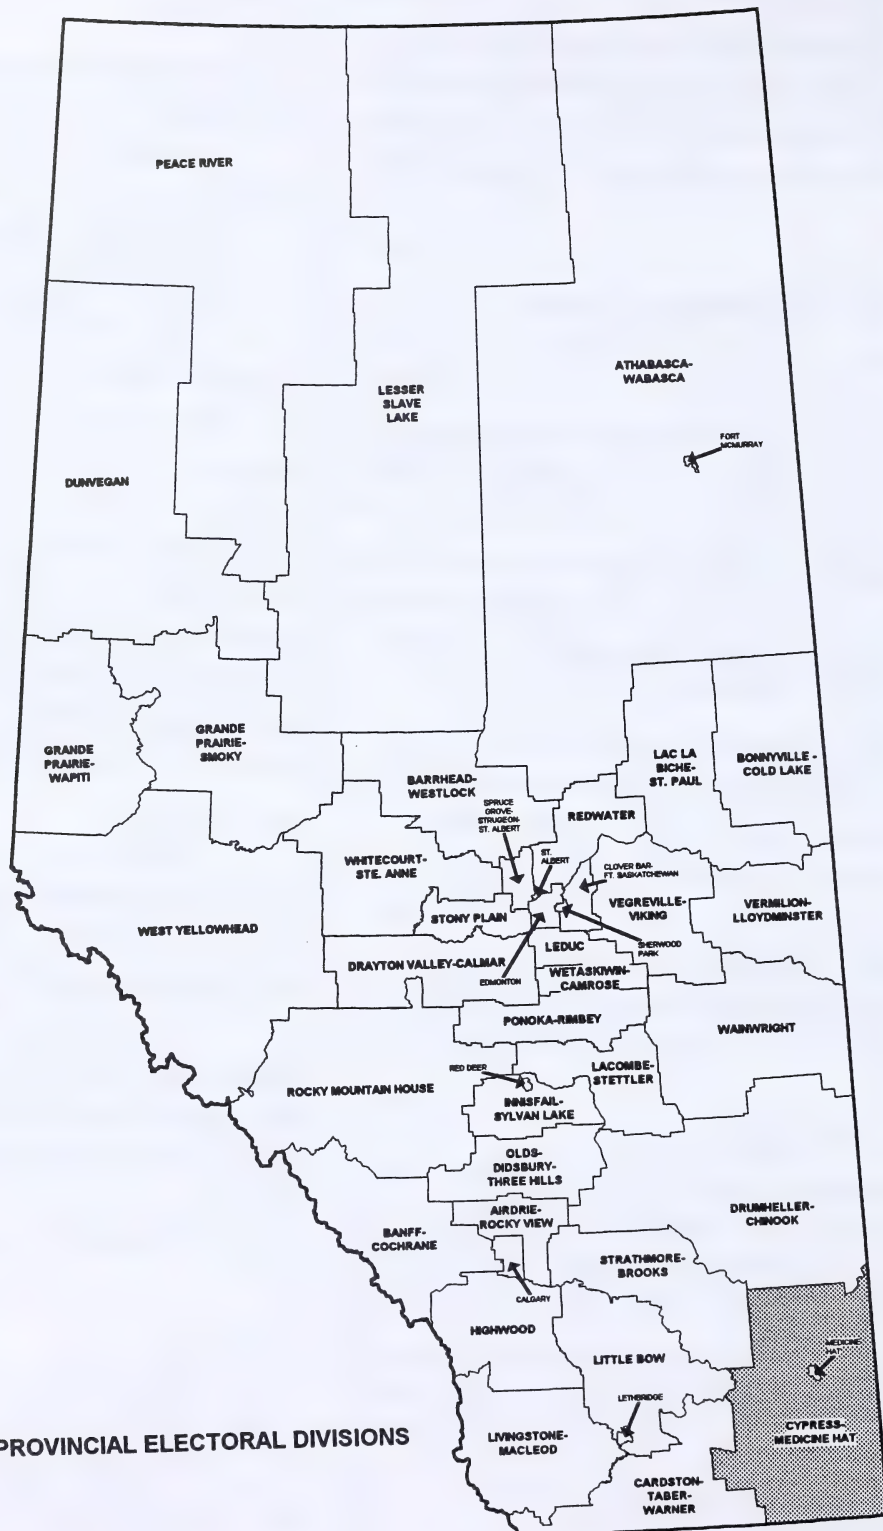 PEACE RIVER
ATHABASCA-
WABASCA
LESSER
SLAVE
LAKE
FORT
MCMURRAY
DUNVEGAN
GRANDE
PRAIRIE-
SMOKY
GRANDE
PRAIRIE-
WAPITI
LAC LA
BICHE-
ST. PAUL
BONNYVILLE -
COLD LAKE
BARRHEAD-
WESTLOCK
SPRUCE
GROVE-
STRUGEON-
ST. ALBERT
REDWATER
ST.
ALBERT
WHITECOURT-
STE. ANNE
CLOVER BAR-
FT. SASKATCHEWAN
VEGREVILLE-
VIKING
VERMILION-
LLOYDMINSTER
STONY PLAIN
WEST YELLOWHEAD
LEDUC
SHERWOOD
PARK
DRAYTON VALLEY-CALMAR
EDMONTON
WETASKIWIN-
CAMROSE
PONOKA-RIMBEY
WAINWRIGHT
RED DEER
LACOMBE-
STETTLER
ROCKY MOUNTAIN HOUSE
INNISFAIL-
SYLVAN LAKE
OLDS-
DIDSBURY-
THREE HILLS
AIRDRIE-
ROCKY VIEW
DRUMHELLER-
CHINOOK
BANFF-
COCHRANE
STRATHMORE-
BROOKS
CALGARY
HIGHWOOD
LITTLE BOW
MEDICINE
HAT
LETHBRIDGE
CYPRESS-
MEDICINE HAT
LIVINGSTONE-
MACLEOD
CARDSTON-
TABER-
WARNER
PROVINCIAL ELECTORAL DIVISIONS